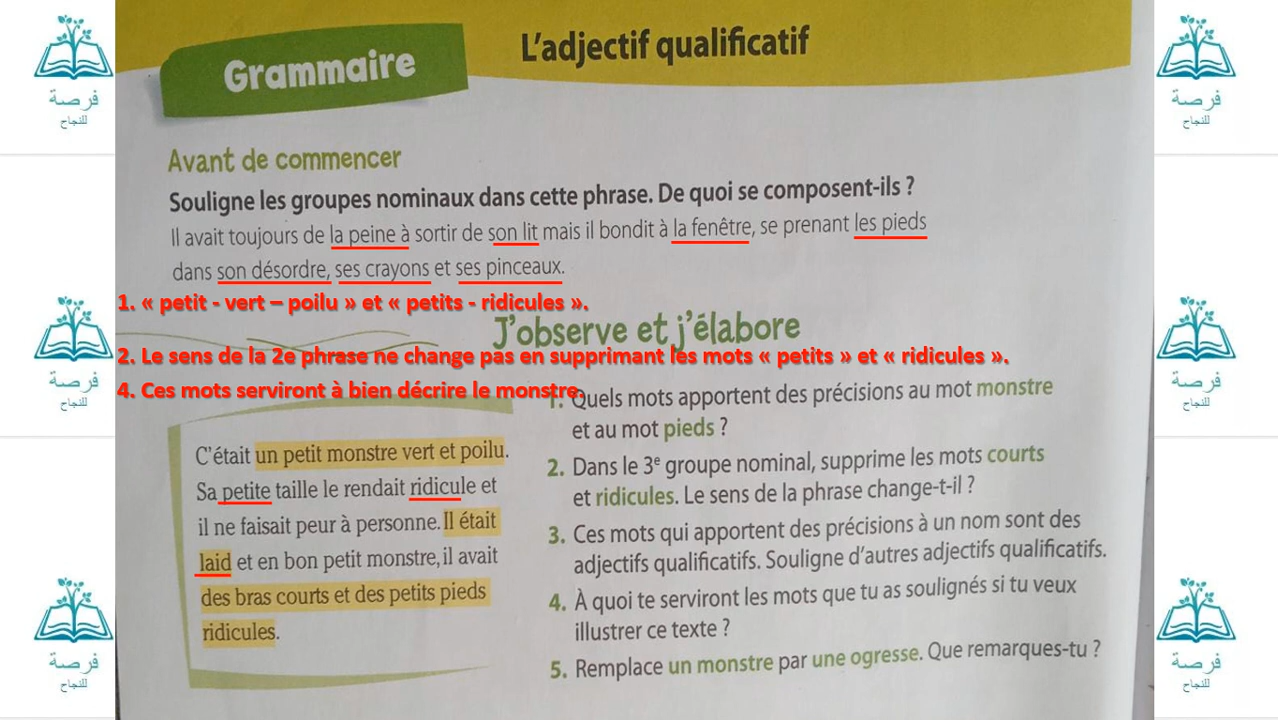 L'adjectif qualificatif
Grammaire
Avant de commencer
Souligne les groupes nominaux dans cette phrase. De quoi se composent-ils ?
Il avait toujours de la peine à sortir de son lit mais il bondit à la fenêtre, se prenant les pieds
dans son désordre, ses crayons et ses pinceaux.
1. « petit - vert – poilu » et « petits - ridicules ».
J'observe et j'élabore
2. Le sens de la 2e phrase ne change pas en supprimant les mots « petits » et « ridicules ».
4. Ces mots serviront à bien décrire le monstre.
C'était un petit monstre vert et poilu.
Sa petite taille le rendait ridicule et
il ne faisait peur à personne. Il était
laid et en bon petit monstre, il avait
des bras courts et des petits pieds
ridicules.
1. Quels mots apportent des précisions au mot monstre
et au mot pieds ?
2. Dans le 3e groupe nominal, supprime les mots courts
et ridicules. Le sens de la phrase change-t-il ?
3. Ces mots qui apportent des précisions à un nom sont des
adjectifs qualificatifs. Souligne d'autres adjectifs qualificatifs.
4. À quoi te serviront les mots que tu as soulignés si tu veux
illustrer ce texte ?
5. Remplace un monstre par une ogresse. Que remarques-tu ?
فرصة
للنجاح
فرصة
للنجاح
فرصة
للنجاح
فرصة
للنجاح
فرصة
للنجاح
فرصة
للنجاح